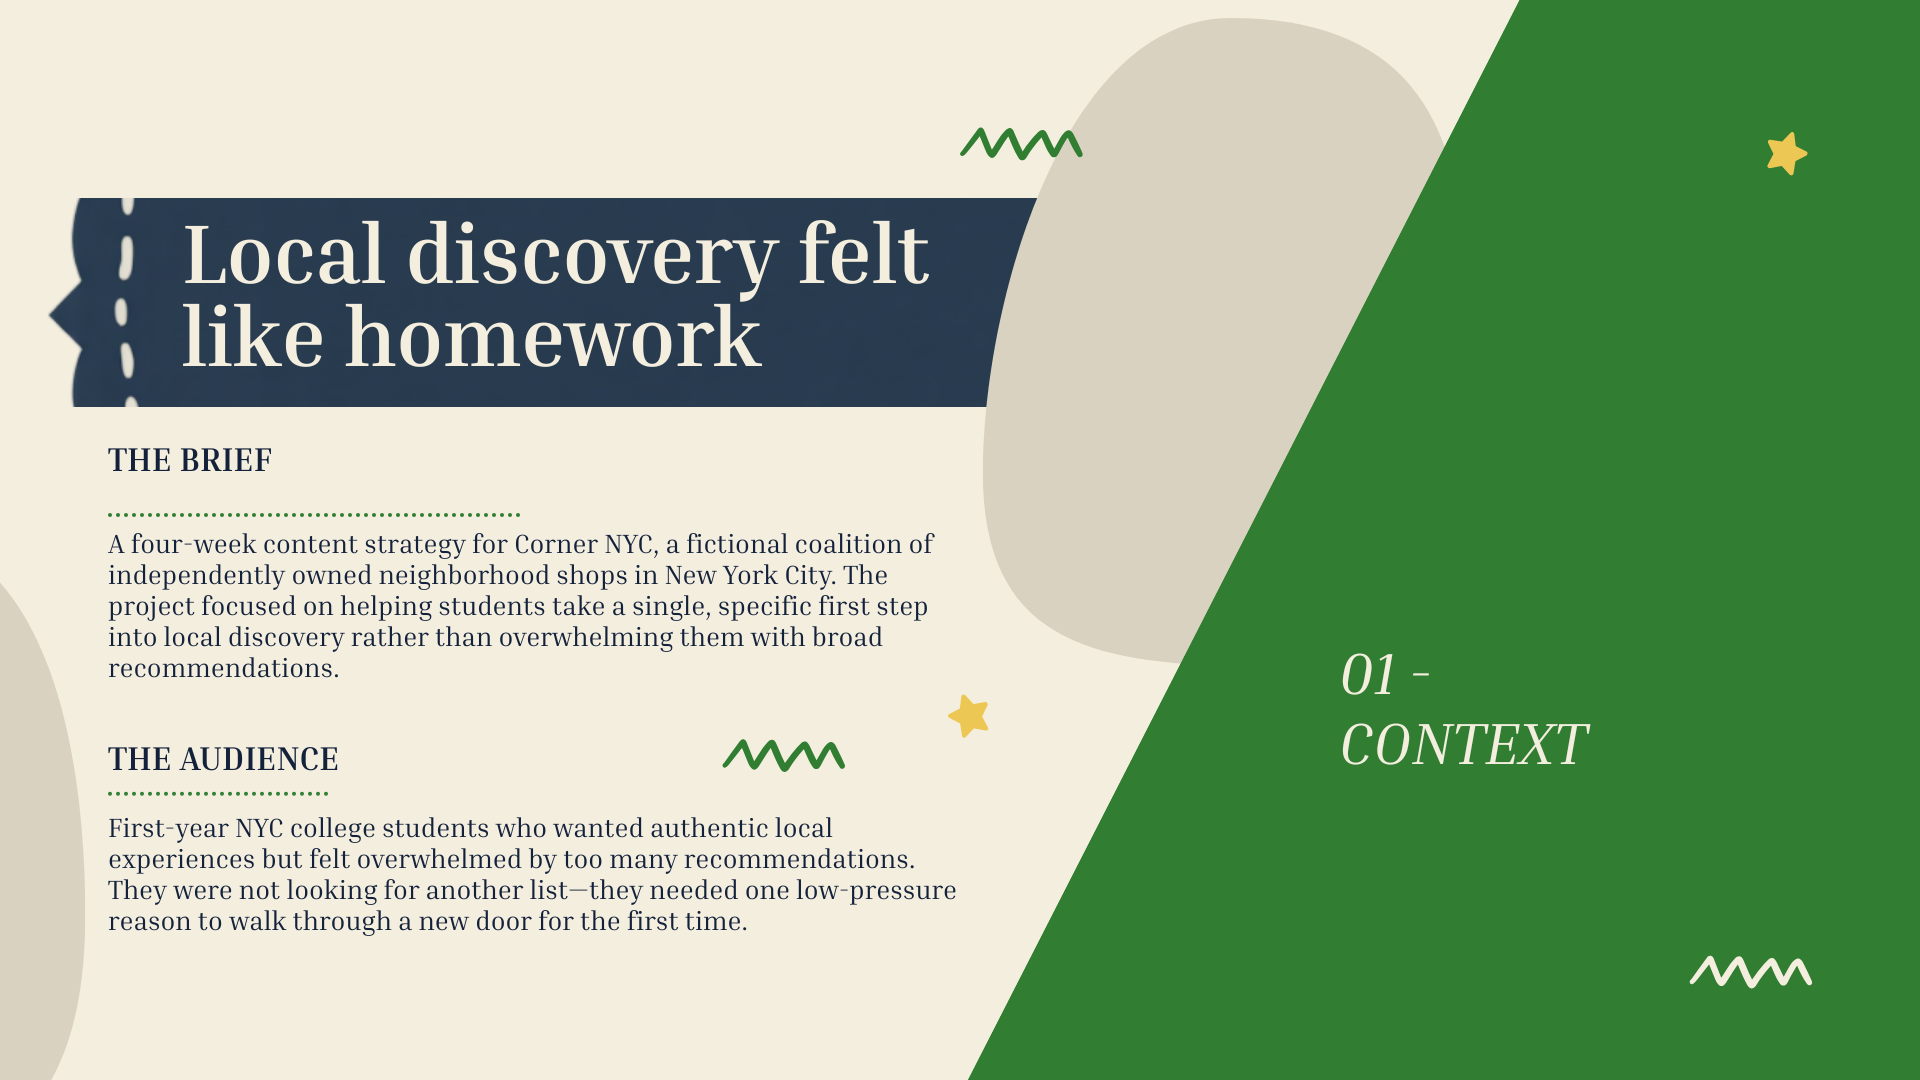 Local discovery felt
like homework
THE BRIEF
A four-week content strategy for Corner NYC, a fictional coalition of
independently owned neighborhood shops in New York City. The
project focused on helping students take a single, specific first step
into local discovery rather than overwhelming them with broad
recommendations.
THE AUDIENCE
First-year NYC college students who wanted authentic local
experiences but felt overwhelmed by too many recommendations.
They were not looking for another list—they needed one low-pressure
reason to walk through a new door for the first time.
01 -
CONTEXT